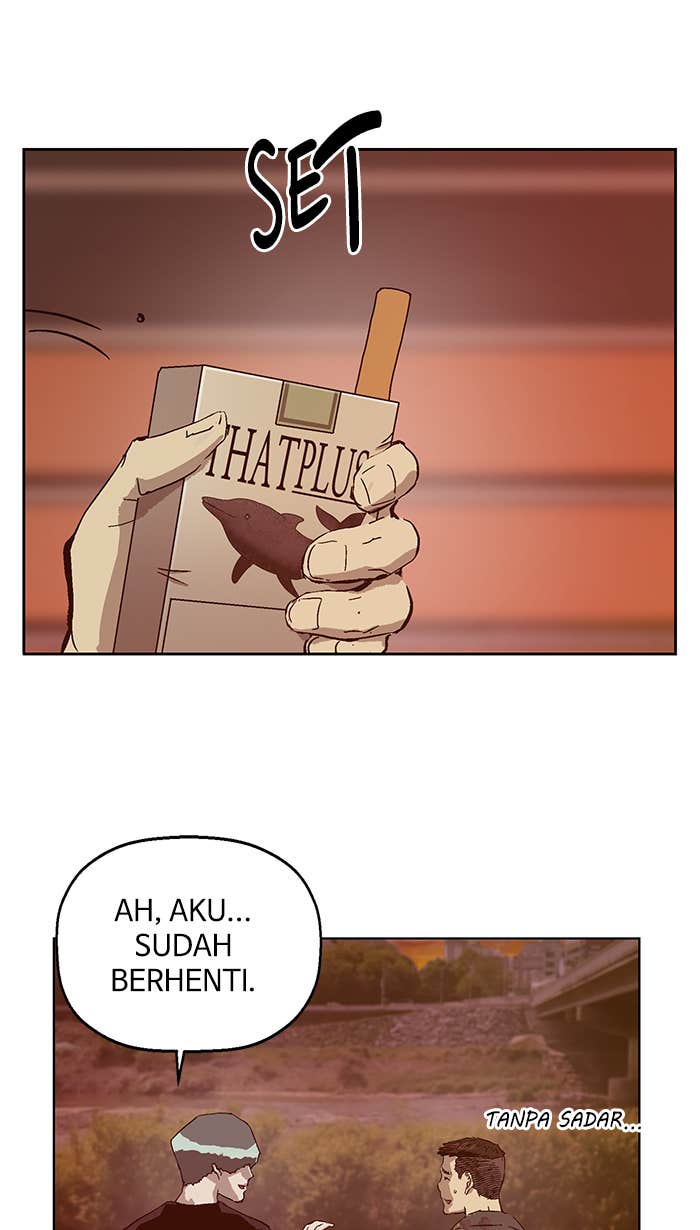 SET
THATPLUS
AH, AKU...
SUDAH
BERHENTI.
TANPA SADAR...